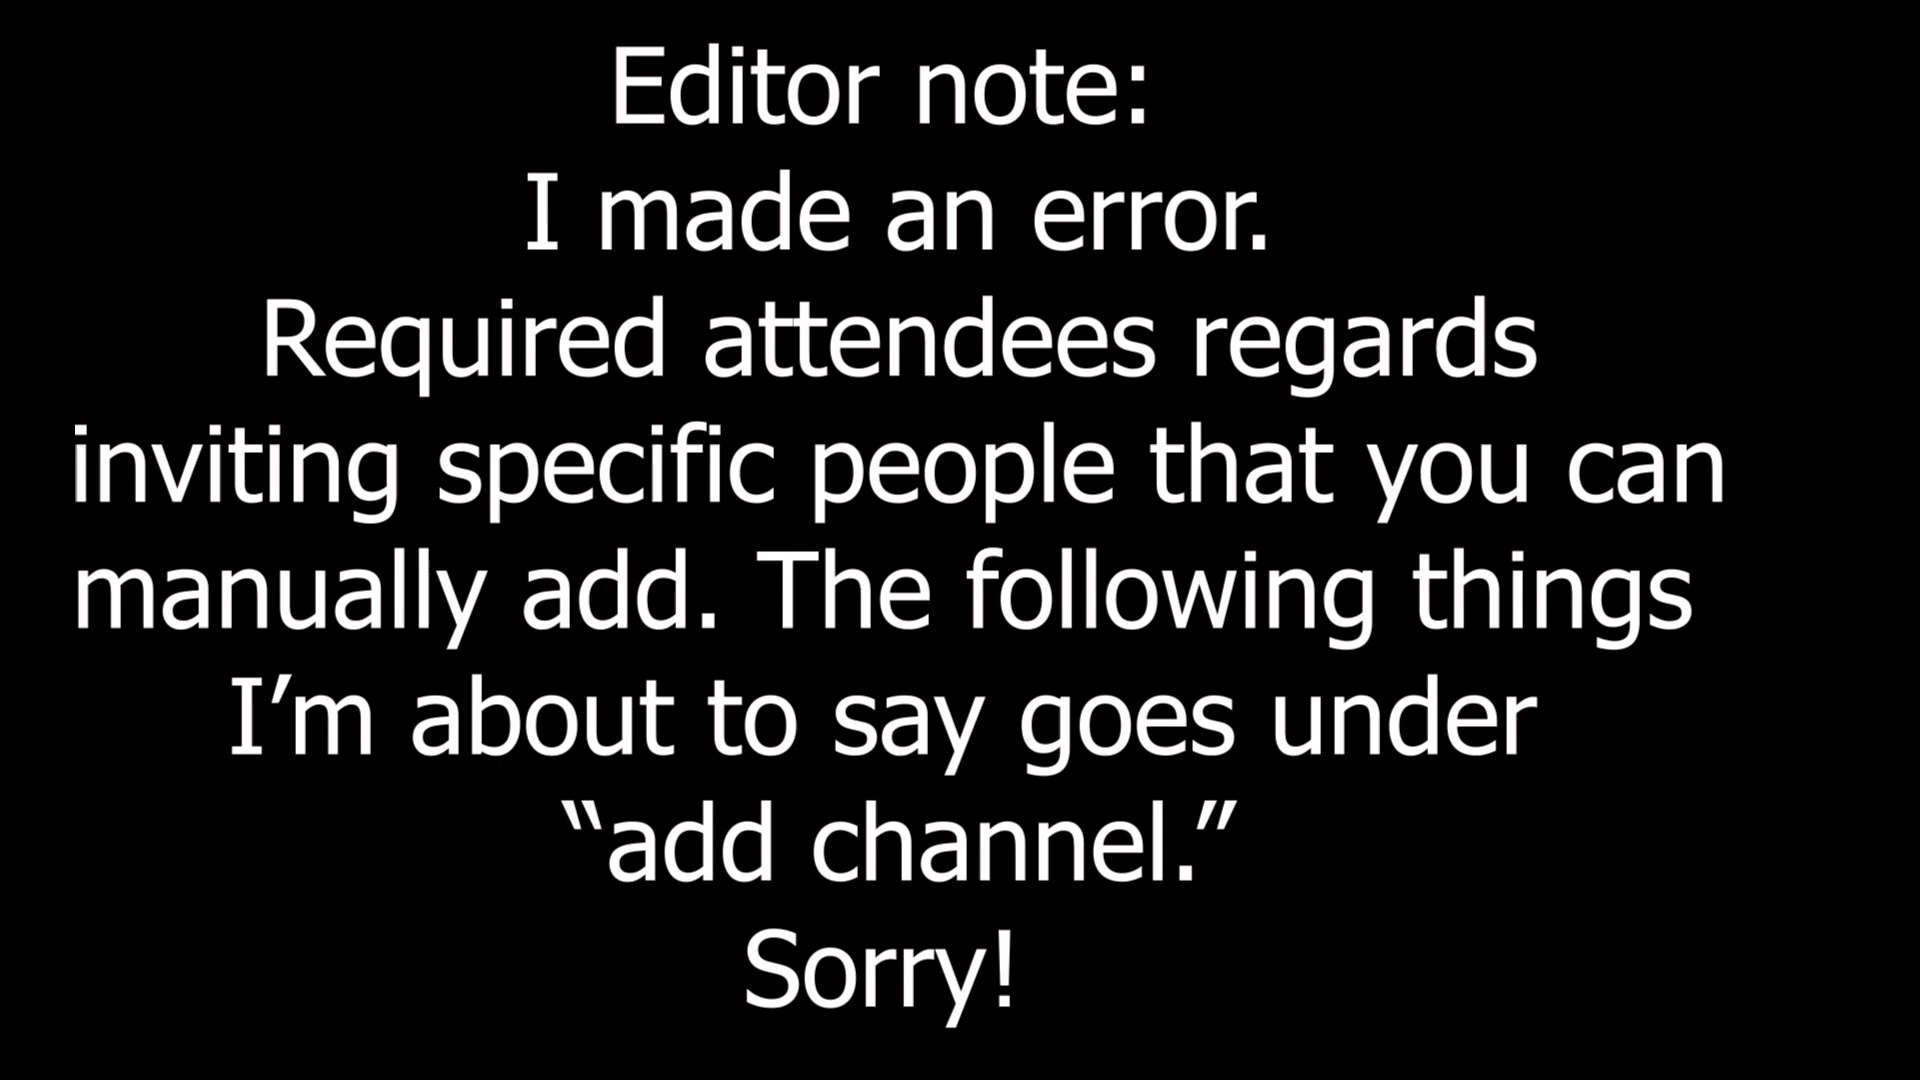 Editor note:
I made an error.
Required attendees regards
inviting specific people that you can
manually add. The following things
I’m about to say goes under
“add channel.”
Sorry!